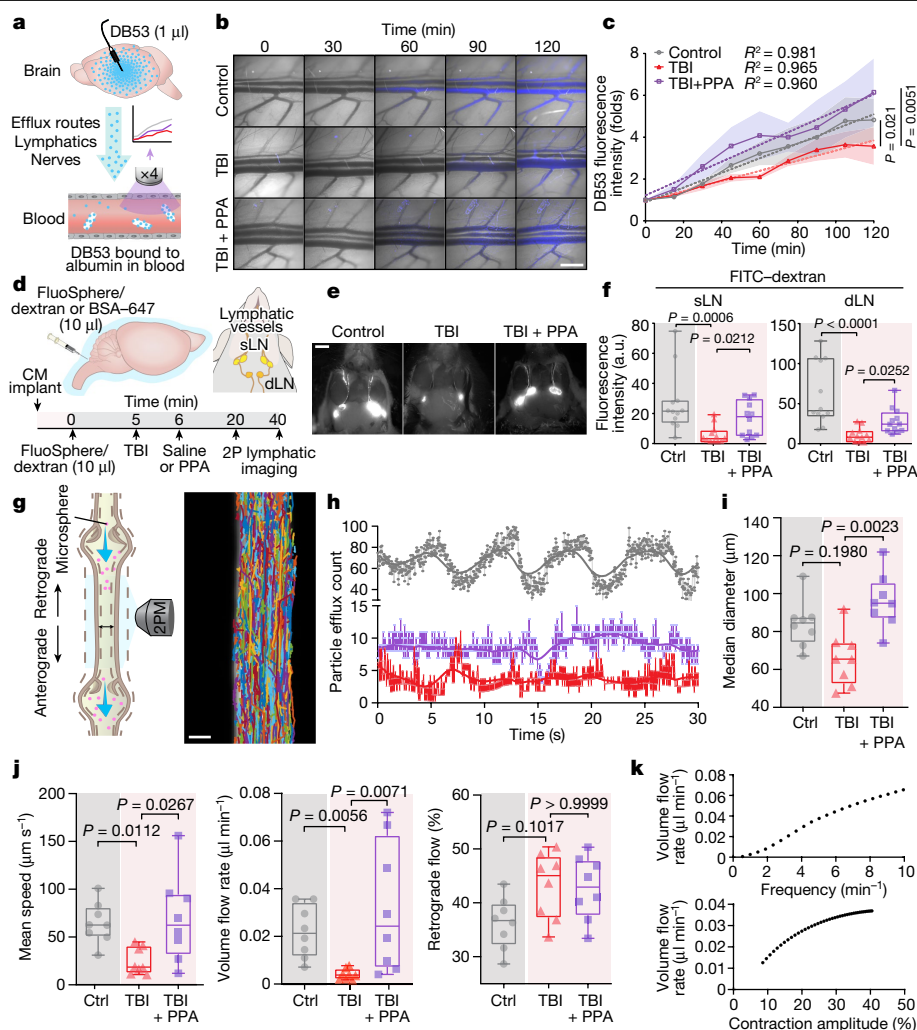 a
DB53 (1 µl)
Brain
Efflux routes
Lymphatics
Nerves
×4
Blood
DB53 bound to
albumin in blood
b
Time (min)
0 30 60 90 120
Control
TBI
TBI + PPA
c
Control R² = 0.981
TBI R² = 0.965
TBI+PPA R² = 0.960
DB53 fluorescence
intensity (folds)
8
6
4
2
0
0 20 40 60 80 100 120
Time (min)
P = 0.021
P = 0.0051
d
FluoSphere/
dextran or BSA–647
(10 µl)
Lymphatic
vessels
sLN
dLN
CM
implant
Time (min)
0 5 6 20 40
FluoSphere/
dextran (10 µl)
TBI
Saline
or PPA
2P lymphatic
imaging
e
Control TBI TBI + PPA
f
FITC–dextran
sLN
P = 0.0006
P = 0.0212
Fluorescence
intensity (a.u.)
80
60
40
20
0
Ctrl TBI TBI
+ PPA
dLN
P < 0.0001
P = 0.0252
150
100
50
0
Ctrl TBI TBI
+ PPA
g
Microsphere
Retrograde
Anterograde
2PM
h
Particle efflux count
100
80
60
40
15
10
5
0
0 5 10 15 20 25 30
Time (s)
i
P = 0.0023
P = 0.1980
Median diameter (µm)
140
120
100
80
60
40
Ctrl TBI TBI
+ PPA
j
P = 0.0267
P = 0.0112
Mean speed (µm s⁻¹)
200
150
100
50
0
Ctrl TBI TBI
+ PPA
P = 0.0071
P = 0.0056
Volume flow rate (µl min⁻¹)
0.08
0.06
0.04
0.02
0
Ctrl TBI TBI
+ PPA
P > 0.9999
P = 0.1017
Retrograde flow (%)
60
50
40
30
Ctrl TBI TBI
+ PPA
k
Volume flow
rate (µl min⁻¹)
0.08
0.06
0.04
0.02
0
0 2 4 6 8 10
Frequency (min⁻¹)
Volume flow
rate (µl min⁻¹)
0.04
0.03
0.02
0.01
0
0 10 20 30 40 50
Contraction amplitude (%)